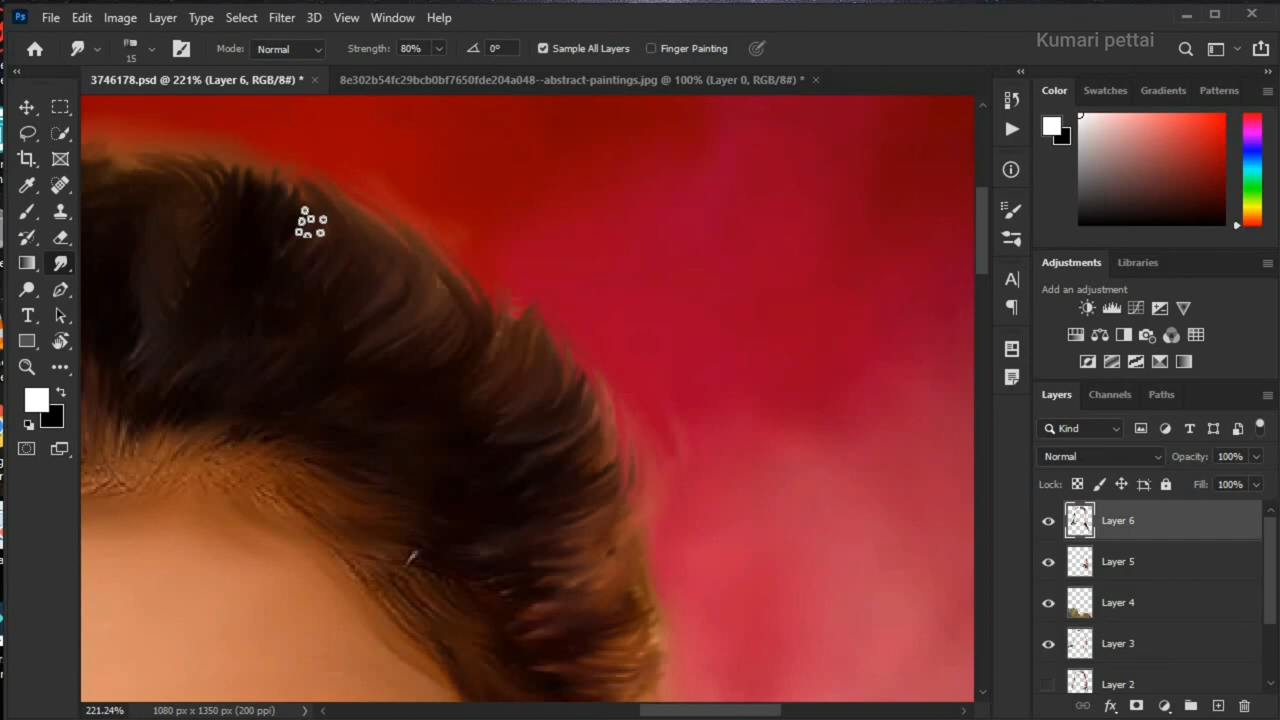 Ps File Edit Image Layer Type Select Filter 3D View Window Help
15 Mode: Normal Strength: 80% 0° Sample All Layers Finger Painting
Kumari pettai
3746178.psd @ 221% (Layer 6, RGB/8#) * 8e302b54fc29bcb0bf7650fde204a048--abstract-paintings.jpg @ 100% (Layer 0, RGB/8#) *
Color Swatches Gradients Patterns
Adjustments Libraries
Add an adjustment
Layers Channels Paths
Kind
Normal Opacity: 100%
Lock: Fill: 100%
Layer 6
Layer 5
Layer 4
Layer 3
Layer 2
221.24% 1080 px x 1350 px (200 ppi)